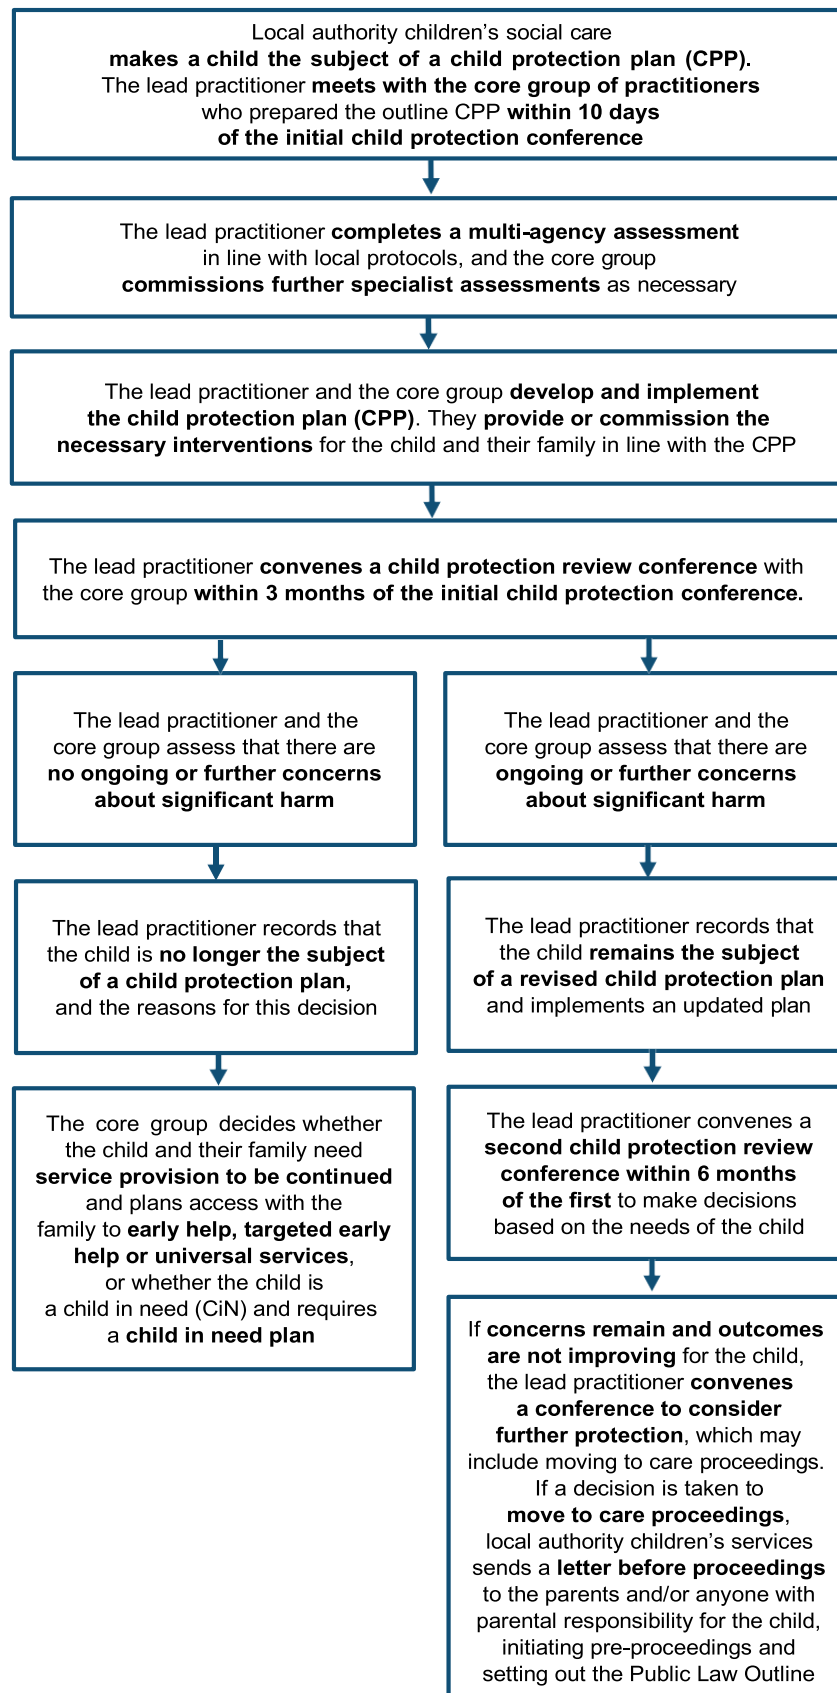 Local authority children’s social care
makes a child the subject of a child protection plan (CPP).
The lead practitioner meets with the core group of practitioners
who prepared the outline CPP within 10 days
of the initial child protection conference
The lead practitioner completes a multi-agency assessment
in line with local protocols, and the core group
commissions further specialist assessments as necessary
The lead practitioner and the core group develop and implement
the child protection plan (CPP). They provide or commission the
necessary interventions for the child and their family in line with the CPP
The lead practitioner convenes a child protection review conference with
the core group within 3 months of the initial child protection conference.
The lead practitioner and the
core group assess that there are
no ongoing or further concerns
about significant harm
The lead practitioner records that
the child is no longer the subject
of a child protection plan,
and the reasons for this decision
The core group decides whether
the child and their family need
service provision to be continued
and plans access with the
family to early help, targeted early
help or universal services,
or whether the child is
a child in need (CiN) and requires
a child in need plan
The lead practitioner and the
core group assess that there are
ongoing or further concerns
about significant harm
The lead practitioner records that
the child remains the subject
of a revised child protection plan
and implements an updated plan
The lead practitioner convenes a
second child protection review
conference within 6 months
of the first to make decisions
based on the needs of the child
If concerns remain and outcomes
are not improving for the child,
the lead practitioner convenes
a conference to consider
further protection, which may
include moving to care proceedings.
If a decision is taken to
move to care proceedings,
local authority children’s services
sends a letter before proceedings
to the parents and/or anyone with
parental responsibility for the child,
initiating pre-proceedings and
setting out the Public Law Outline